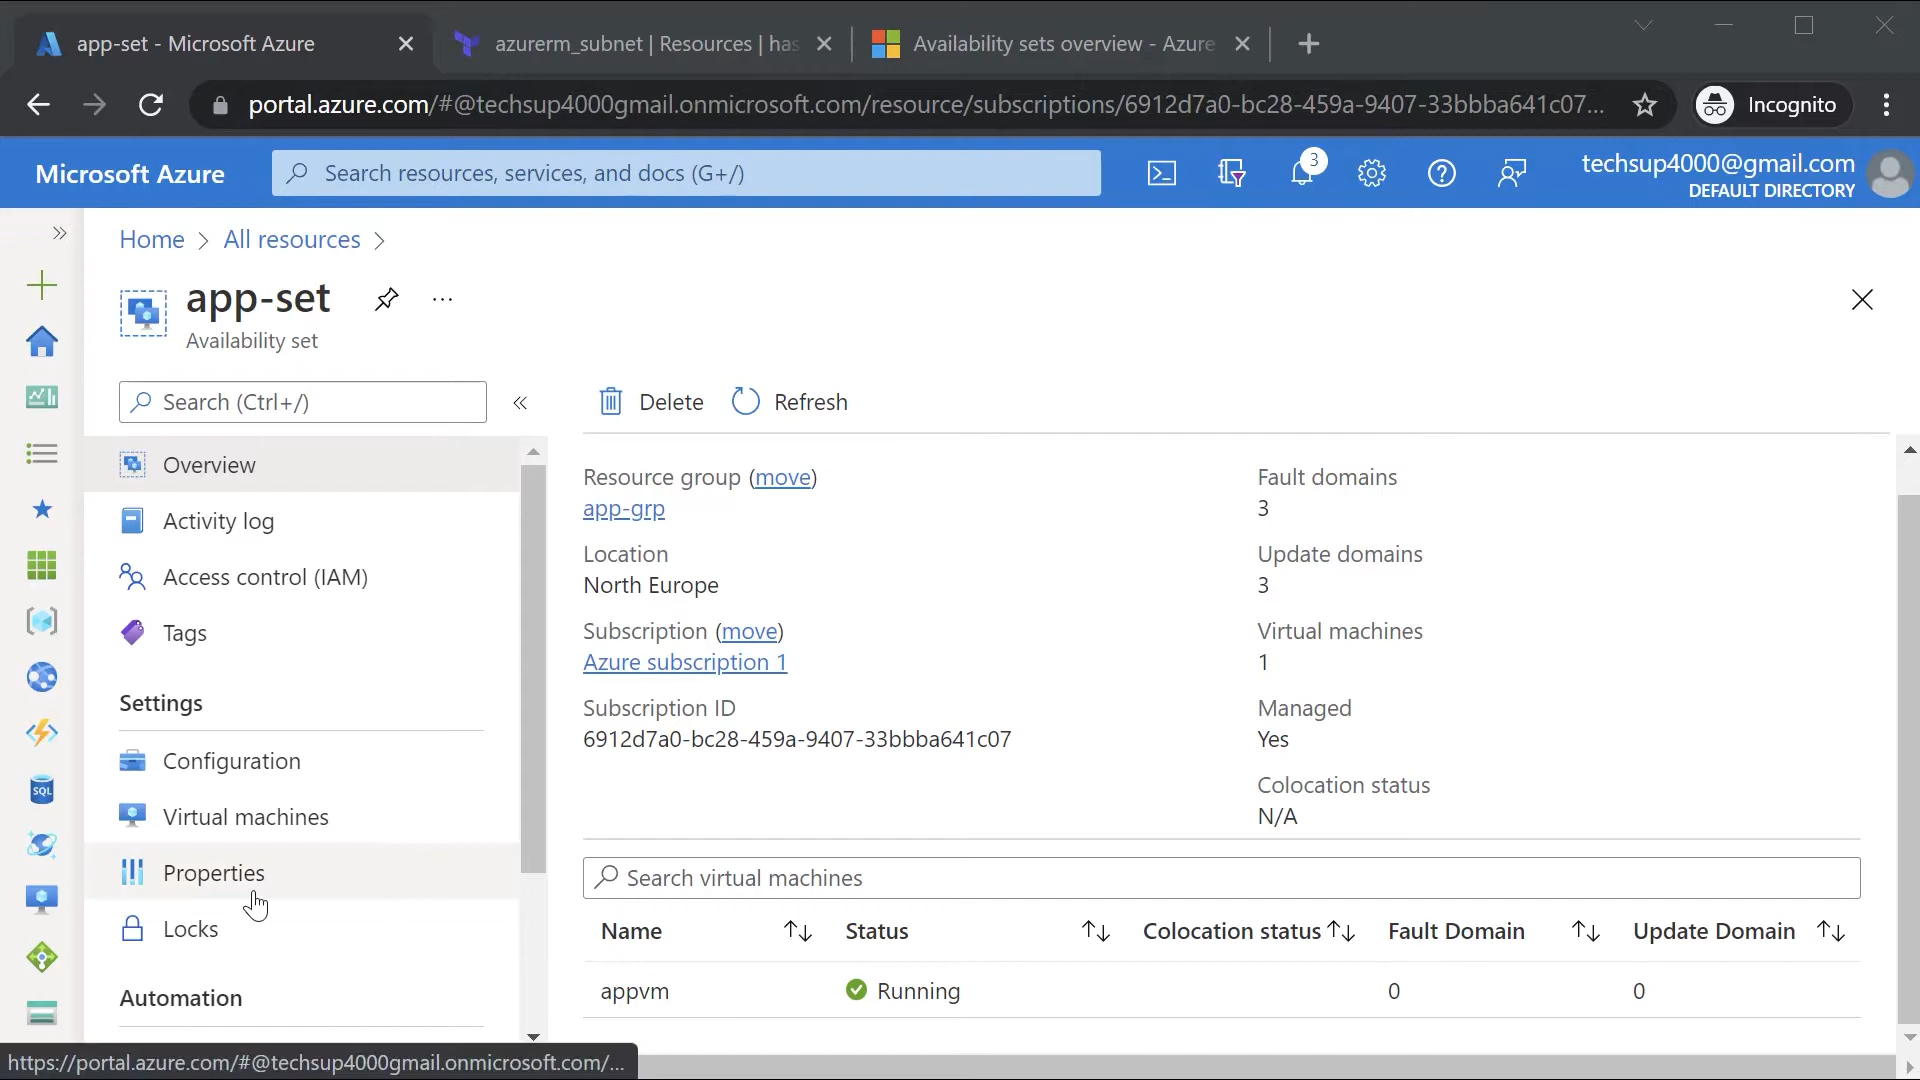 app-set - Microsoft Azure
azurerm_subnet | Resources | has
Availability sets overview - Azure
portal.azure.com/#@techsup4000gmail.onmicrosoft.com/resource/subscriptions/6912d7a0-bc28-459a-9407-33bbba641c07...
Incognito
Microsoft Azure
Search resources, services, and docs (G+/)
3
techsup4000@gmail.com
DEFAULT DIRECTORY
Home
All resources
app-set
...
Availability set
Search (Ctrl+/)
Delete
Refresh
Overview
Activity log
Access control (IAM)
Tags
Settings
Configuration
Virtual machines
Properties
Locks
Automation
SQL
Resource group (move)
app-grp
Location
North Europe
Subscription (move)
Azure subscription 1
Subscription ID
6912d7a0-bc28-459a-9407-33bbba641c07
Fault domains
3
Update domains
3
Virtual machines
1
Managed
Yes
Colocation status
N/A
Search virtual machines
Name Status Colocation status Fault Domain Update Domain
appvm Running 0 0
https://portal.azure.com/#@techsup4000gmail.onmicrosoft.com/...